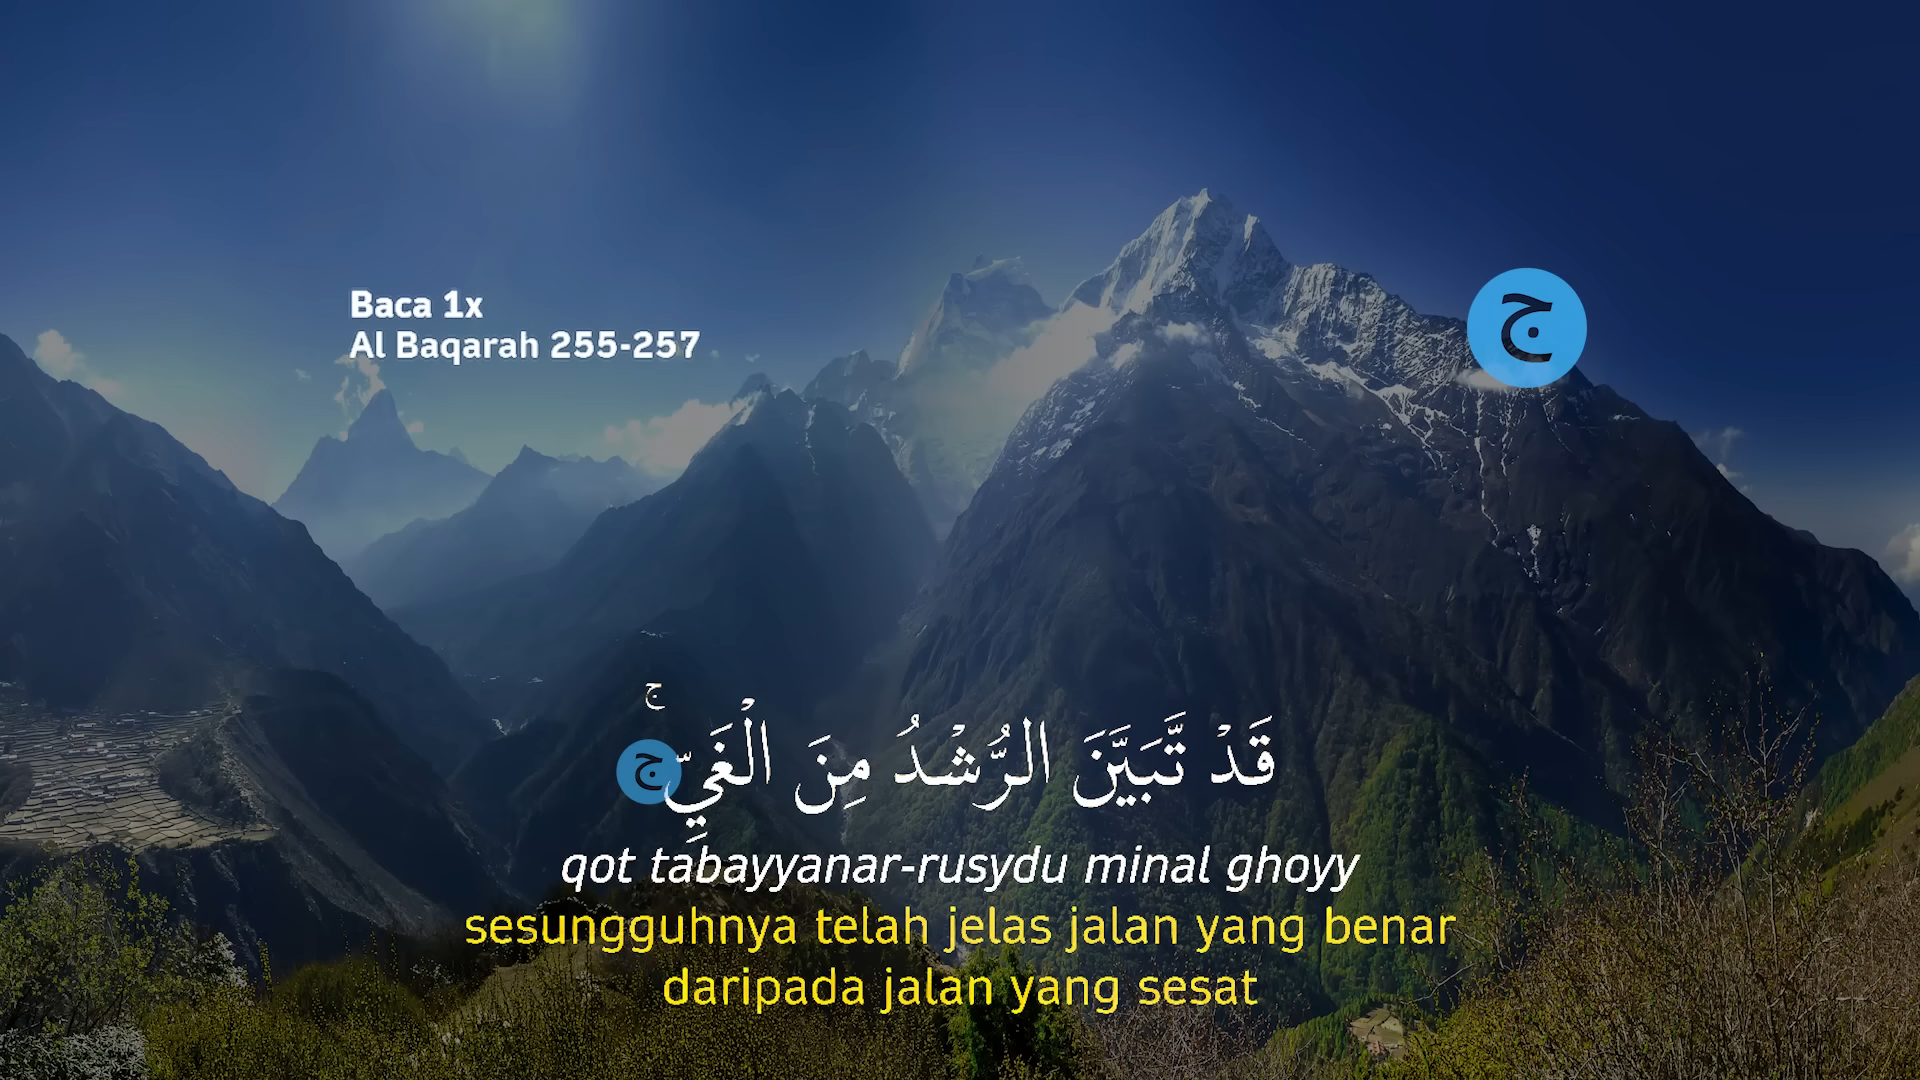 Baca 1x
Al Baqarah 255-257
ج
قَدْ تَّبَيَّنَ الرُّشْدُ مِنَ الْغَيِّۚ ج
qot tabayyanar-rusydu minal ghoyy
sesungguhnya telah jelas jalan yang benar
daripada jalan yang sesat